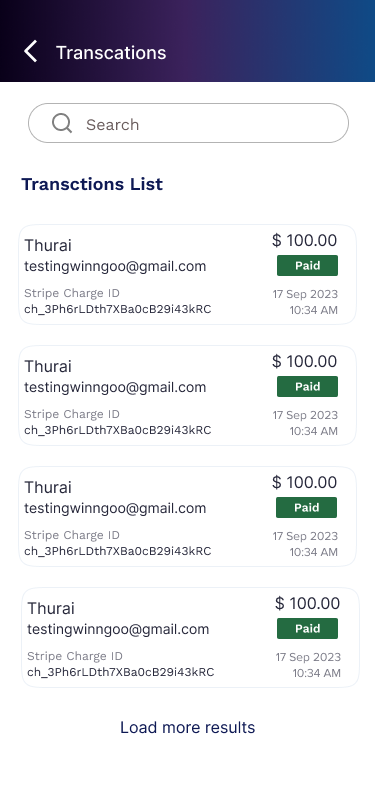 Transcations
Search
Transctions List
Thurai
$ 100.00
testingwinngoo@gmail.com
Paid
Stripe Charge ID
17 Sep 2023
ch_3Ph6rLDth7XBa0cB29i43kRC
10:34 AM
Thurai
$ 100.00
testingwinngoo@gmail.com
Paid
Stripe Charge ID
17 Sep 2023
ch_3Ph6rLDth7XBa0cB29i43kRC
10:34 AM
Thurai
$ 100.00
testingwinngoo@gmail.com
Paid
Stripe Charge ID
17 Sep 2023
ch_3Ph6rLDth7XBa0cB29i43kRC
10:34 AM
Thurai
$ 100.00
testingwinngoo@gmail.com
Paid
Stripe Charge ID
17 Sep 2023
ch_3Ph6rLDth7XBa0cB29i43kRC
10:34 AM
Load more results